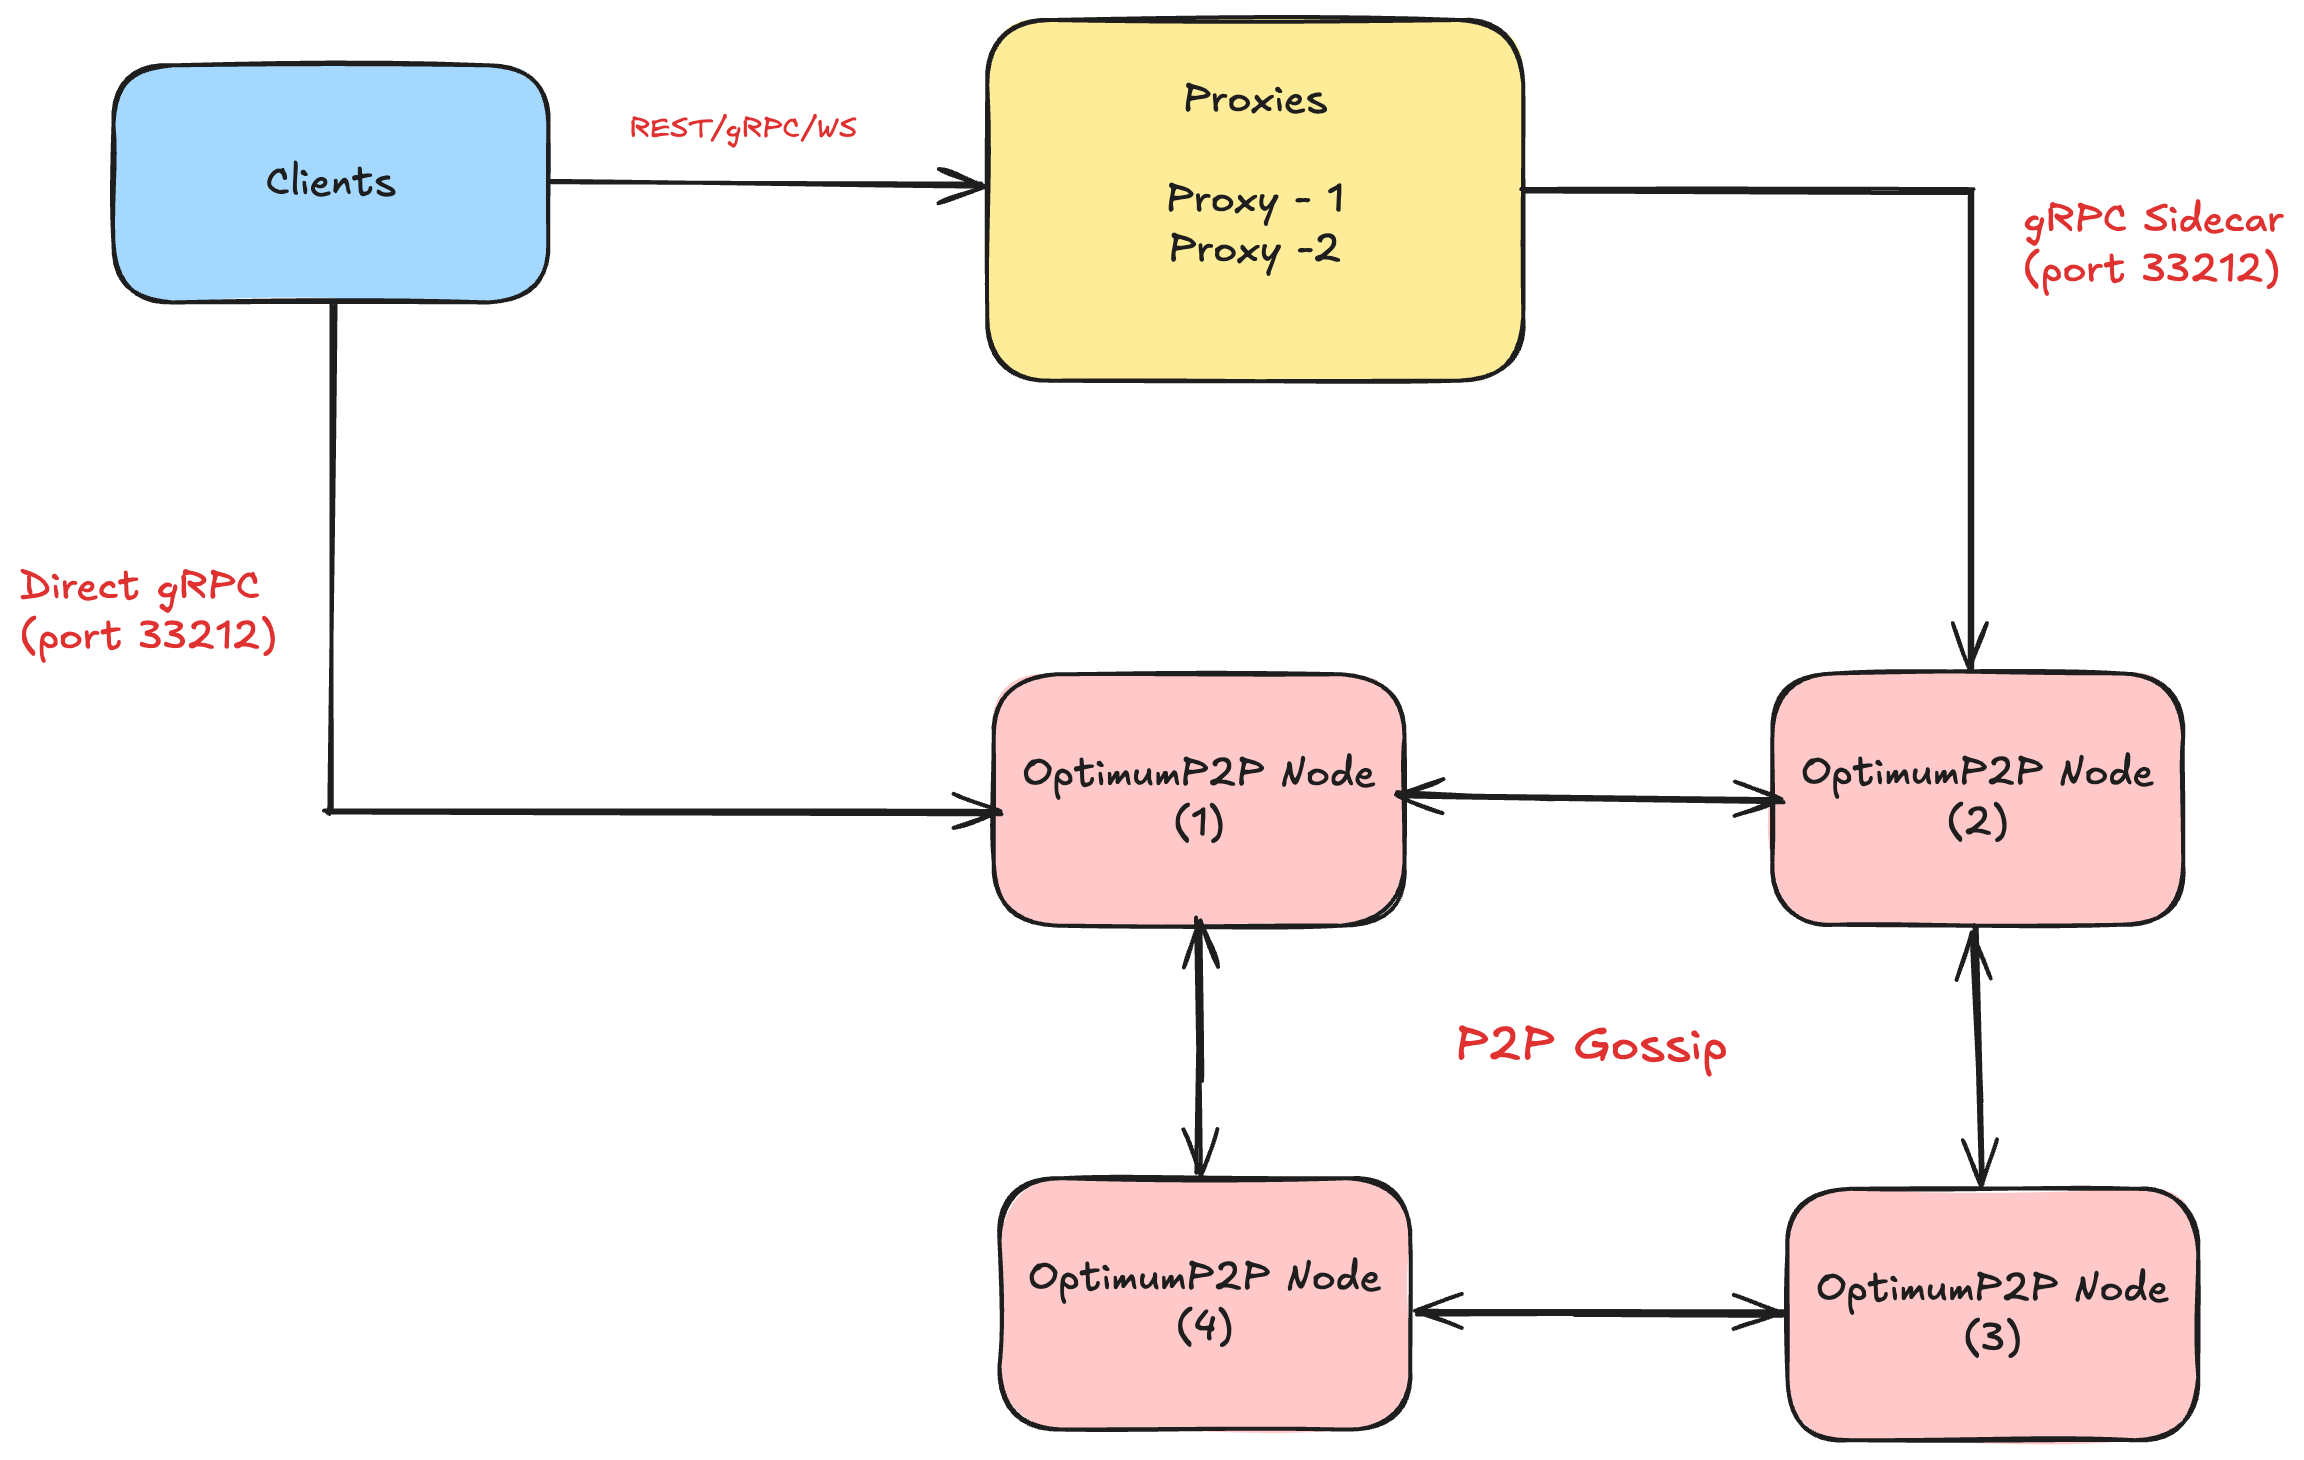 Proxies
REST/gRPC/WS
Clients
Proxy - 1
Proxy -2
gRPC Sidecar
(port 33212)
Direct gRPC
(port 33212)
OptimumP2P Node
(1)
OptimumP2P Node
(2)
P2P Gossip
OptimumP2P Node
(4)
OptimumP2P Node
(3)